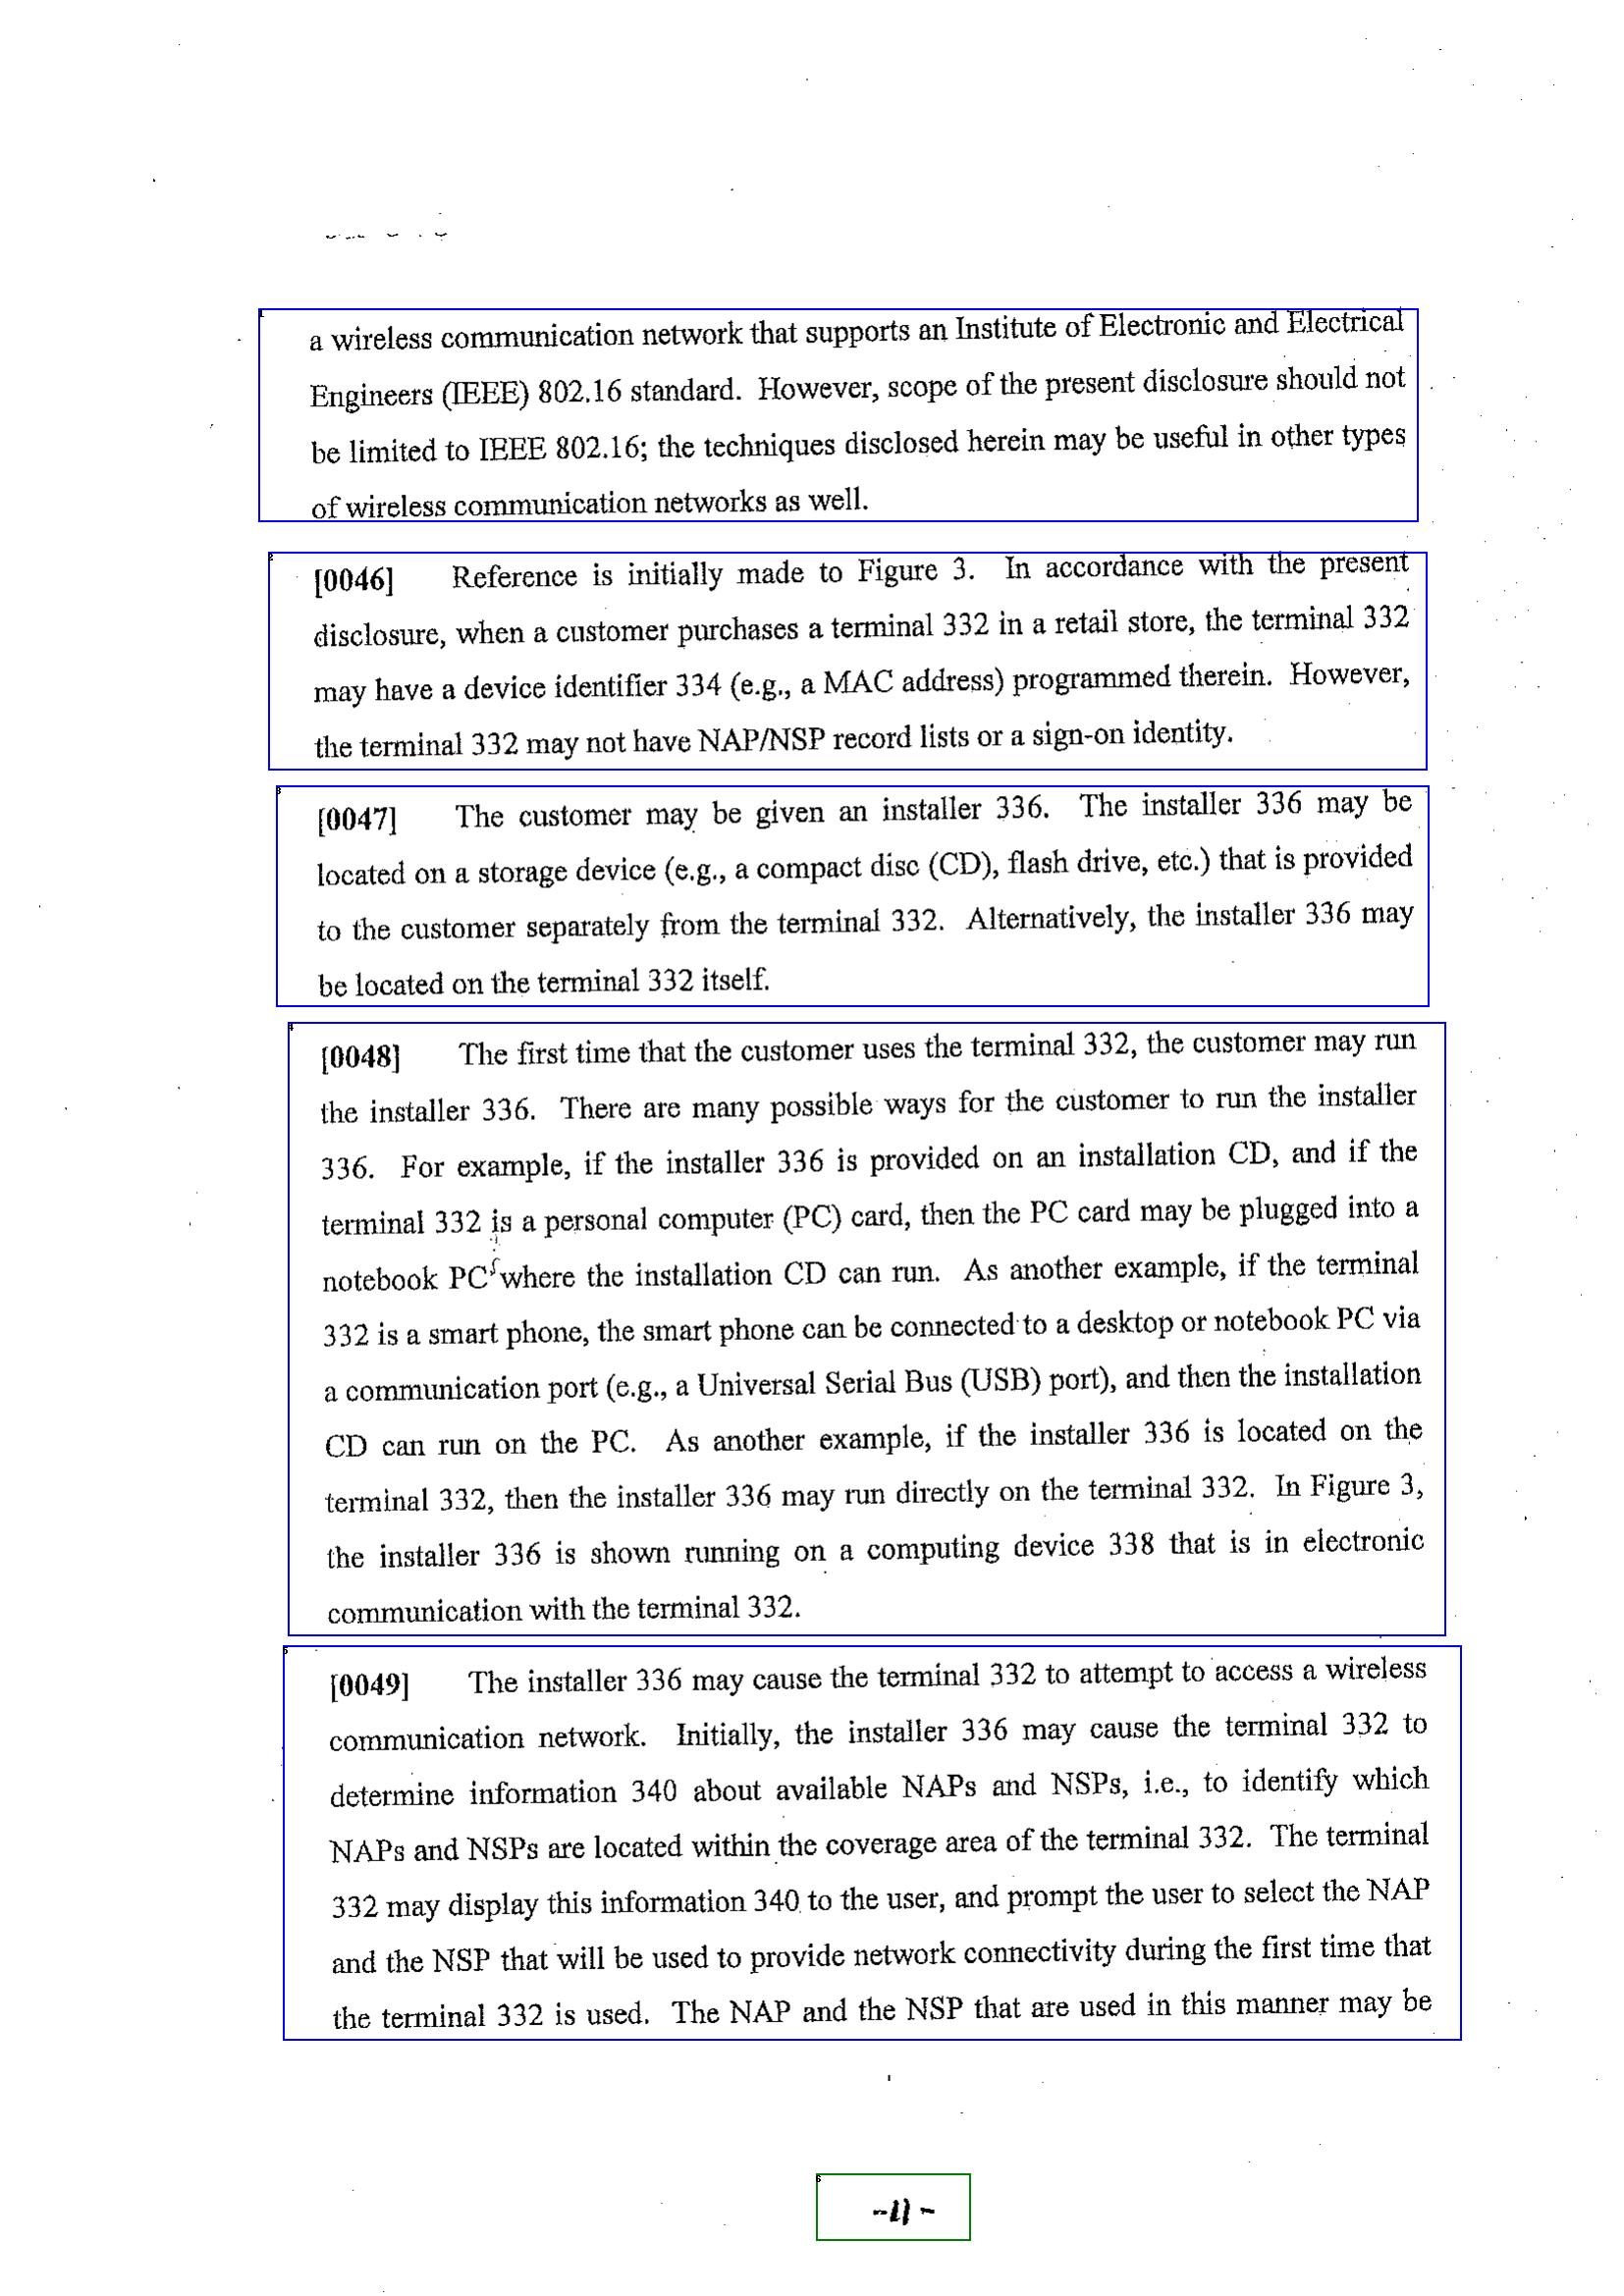 a wireless communication network that supports an Institute of Electronic and Electrical
Engineers (IEEE) 802.16 standard. However, scope of the present disclosure should not
be limited to IEEE 802.16; the techniques disclosed herein may be useful in other types
of wireless communication networks as well.
[0046] Reference is initially made to Figure 3. In accordance with the present
disclosure, when a customer purchases a terminal 332 in a retail store, the terminal 332
may have a device identifier 334 (e.g., a MAC address) programmed therein. However,
the terminal 332 may not have NAP/NSP record lists or a sign-on identity.
[0047] The customer may be given an installer 336. The installer 336 may be
located on a storage device (e.g., a compact disc (CD), flash drive, etc.) that is provided
to the customer separately from the terminal 332. Alternatively, the installer 336 may
be located on the terminal 332 itself.
[0048] The first time that the customer uses the terminal 332, the customer may run
the installer 336. There are many possible ways for the customer to run the installer
336. For example, if the installer 336 is provided on an installation CD, and if the
terminal 332 is a personal computer (PC) card, then the PC card may be plugged into a
notebook PC where the installation CD can run. As another example, if the terminal
332 is a smart phone, the smart phone can be connected to a desktop or notebook PC via
a communication port (e.g., a Universal Serial Bus (USB) port), and then the installation
CD can run on the PC. As another example, if the installer 336 is located on the
terminal 332, then the installer 336 may run directly on the terminal 332. In Figure 3,
the installer 336 is shown running on a computing device 338 that is in electronic
communication with the terminal 332.
[0049] The installer 336 may cause the terminal 332 to attempt to access a wireless
communication network. Initially, the installer 336 may cause the terminal 332 to
determine information 340 about available NAPs and NSPs, i.e., to identify which
NAPs and NSPs are located within the coverage area of the terminal 332. The terminal
332 may display this information 340 to the user, and prompt the user to select the NAP
and the NSP that will be used to provide network connectivity during the first time that
the terminal 332 is used. The NAP and the NSP that are used in this manner may be
-11-